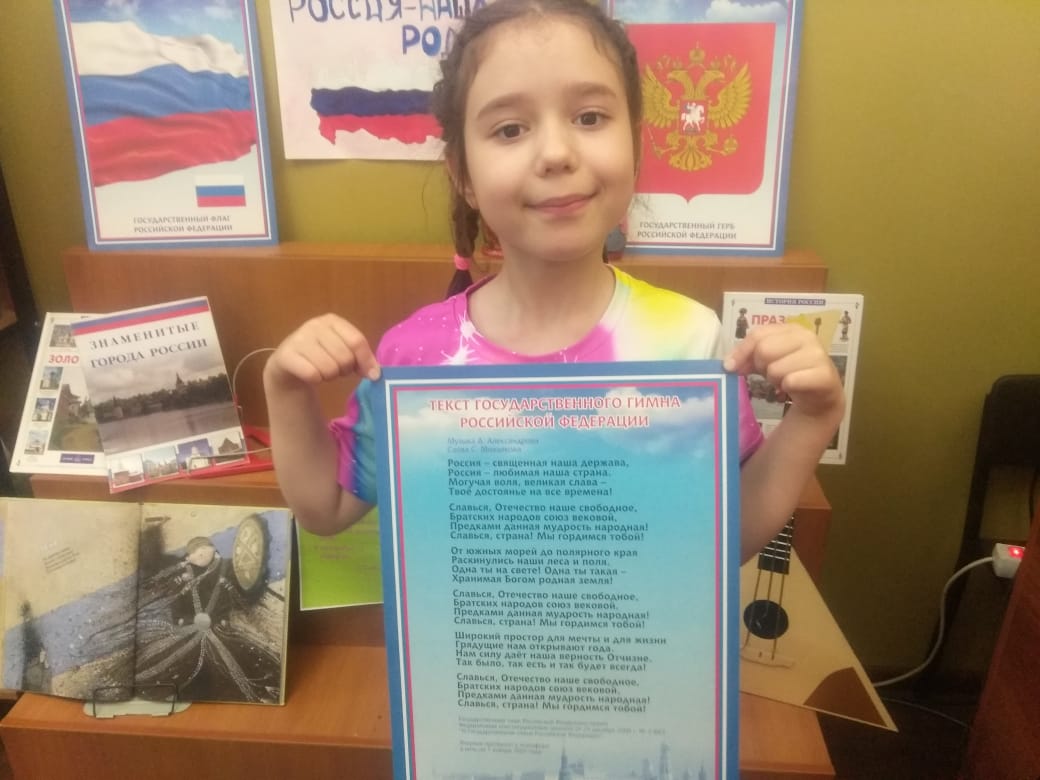 РОССИЯ-НАША
РОД
ГОСУДАРСТВЕННЫЙ ФЛАГ
РОССИЙСКОЙ ФЕДЕРАЦИИ
ГОСУДАРСТВЕННЫЙ ГЕРБ
РОССИЙСКОЙ ФЕДЕРАЦИИ
ЗОЛО
ЗНАМЕНИТЫЕ
ГОРОДА РОССИИ
ИСТОРИЯ РОССИИ
ПРАЗ
ТЕКСТ ГОСУДАРСТВЕННОГО ГИМНА
РОССИЙСКОЙ ФЕДЕРАЦИИ
Музыка А. Александрова
Слова С. Михалкова
Россия – священная наша держава,
Россия – любимая наша страна.
Могучая воля, великая слава –
Твоё достоянье на все времена!
Славься, Отечество наше свободное,
Братских народов союз вековой,
Предками данная мудрость народная!
Славься, страна! Мы гордимся тобой!
От южных морей до полярного края
Раскинулись наши леса и поля.
Одна ты на свете! Одна ты такая –
Хранимая Богом родная земля!
Славься, Отечество наше свободное,
Братских народов союз вековой,
Предками данная мудрость народная!
Славься, страна! Мы гордимся тобой!
Широкий простор для мечты и для жизни
Грядущие нам открывают года.
Нам силу даёт наша верность Отчизне.
Так было, так есть и так будет всегда!
Славься, Отечество наше свободное,
Братских народов союз вековой,
Предками данная мудрость народная!
Славься, страна! Мы гордимся тобой!